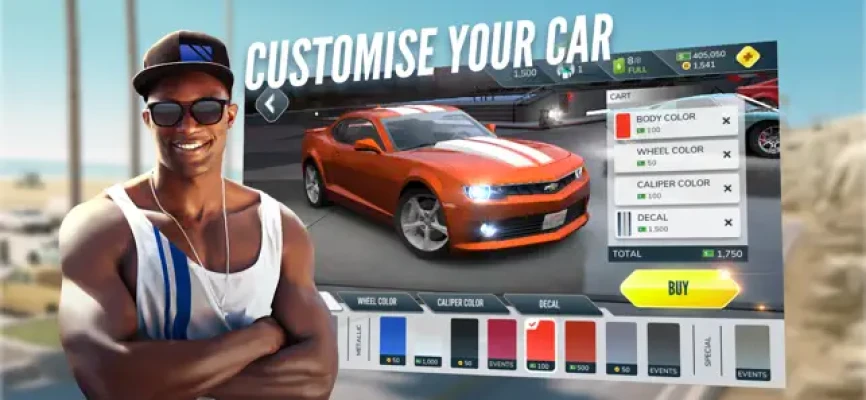 CUSTOMISE YOUR CAR
1,500
1
8/8
FULL
405,050
1,541
CART
BODY COLOR
100
WHEEL COLOR
50
CALIPER COLOR
100
DECAL
1,500
TOTAL 1,750
BUY
WHEEL COLOR CALIPER COLOR DECAL
METALLIC
SPECIAL
50 1,000 50 EVENTS 100 500 50 EVENTS EVENTS